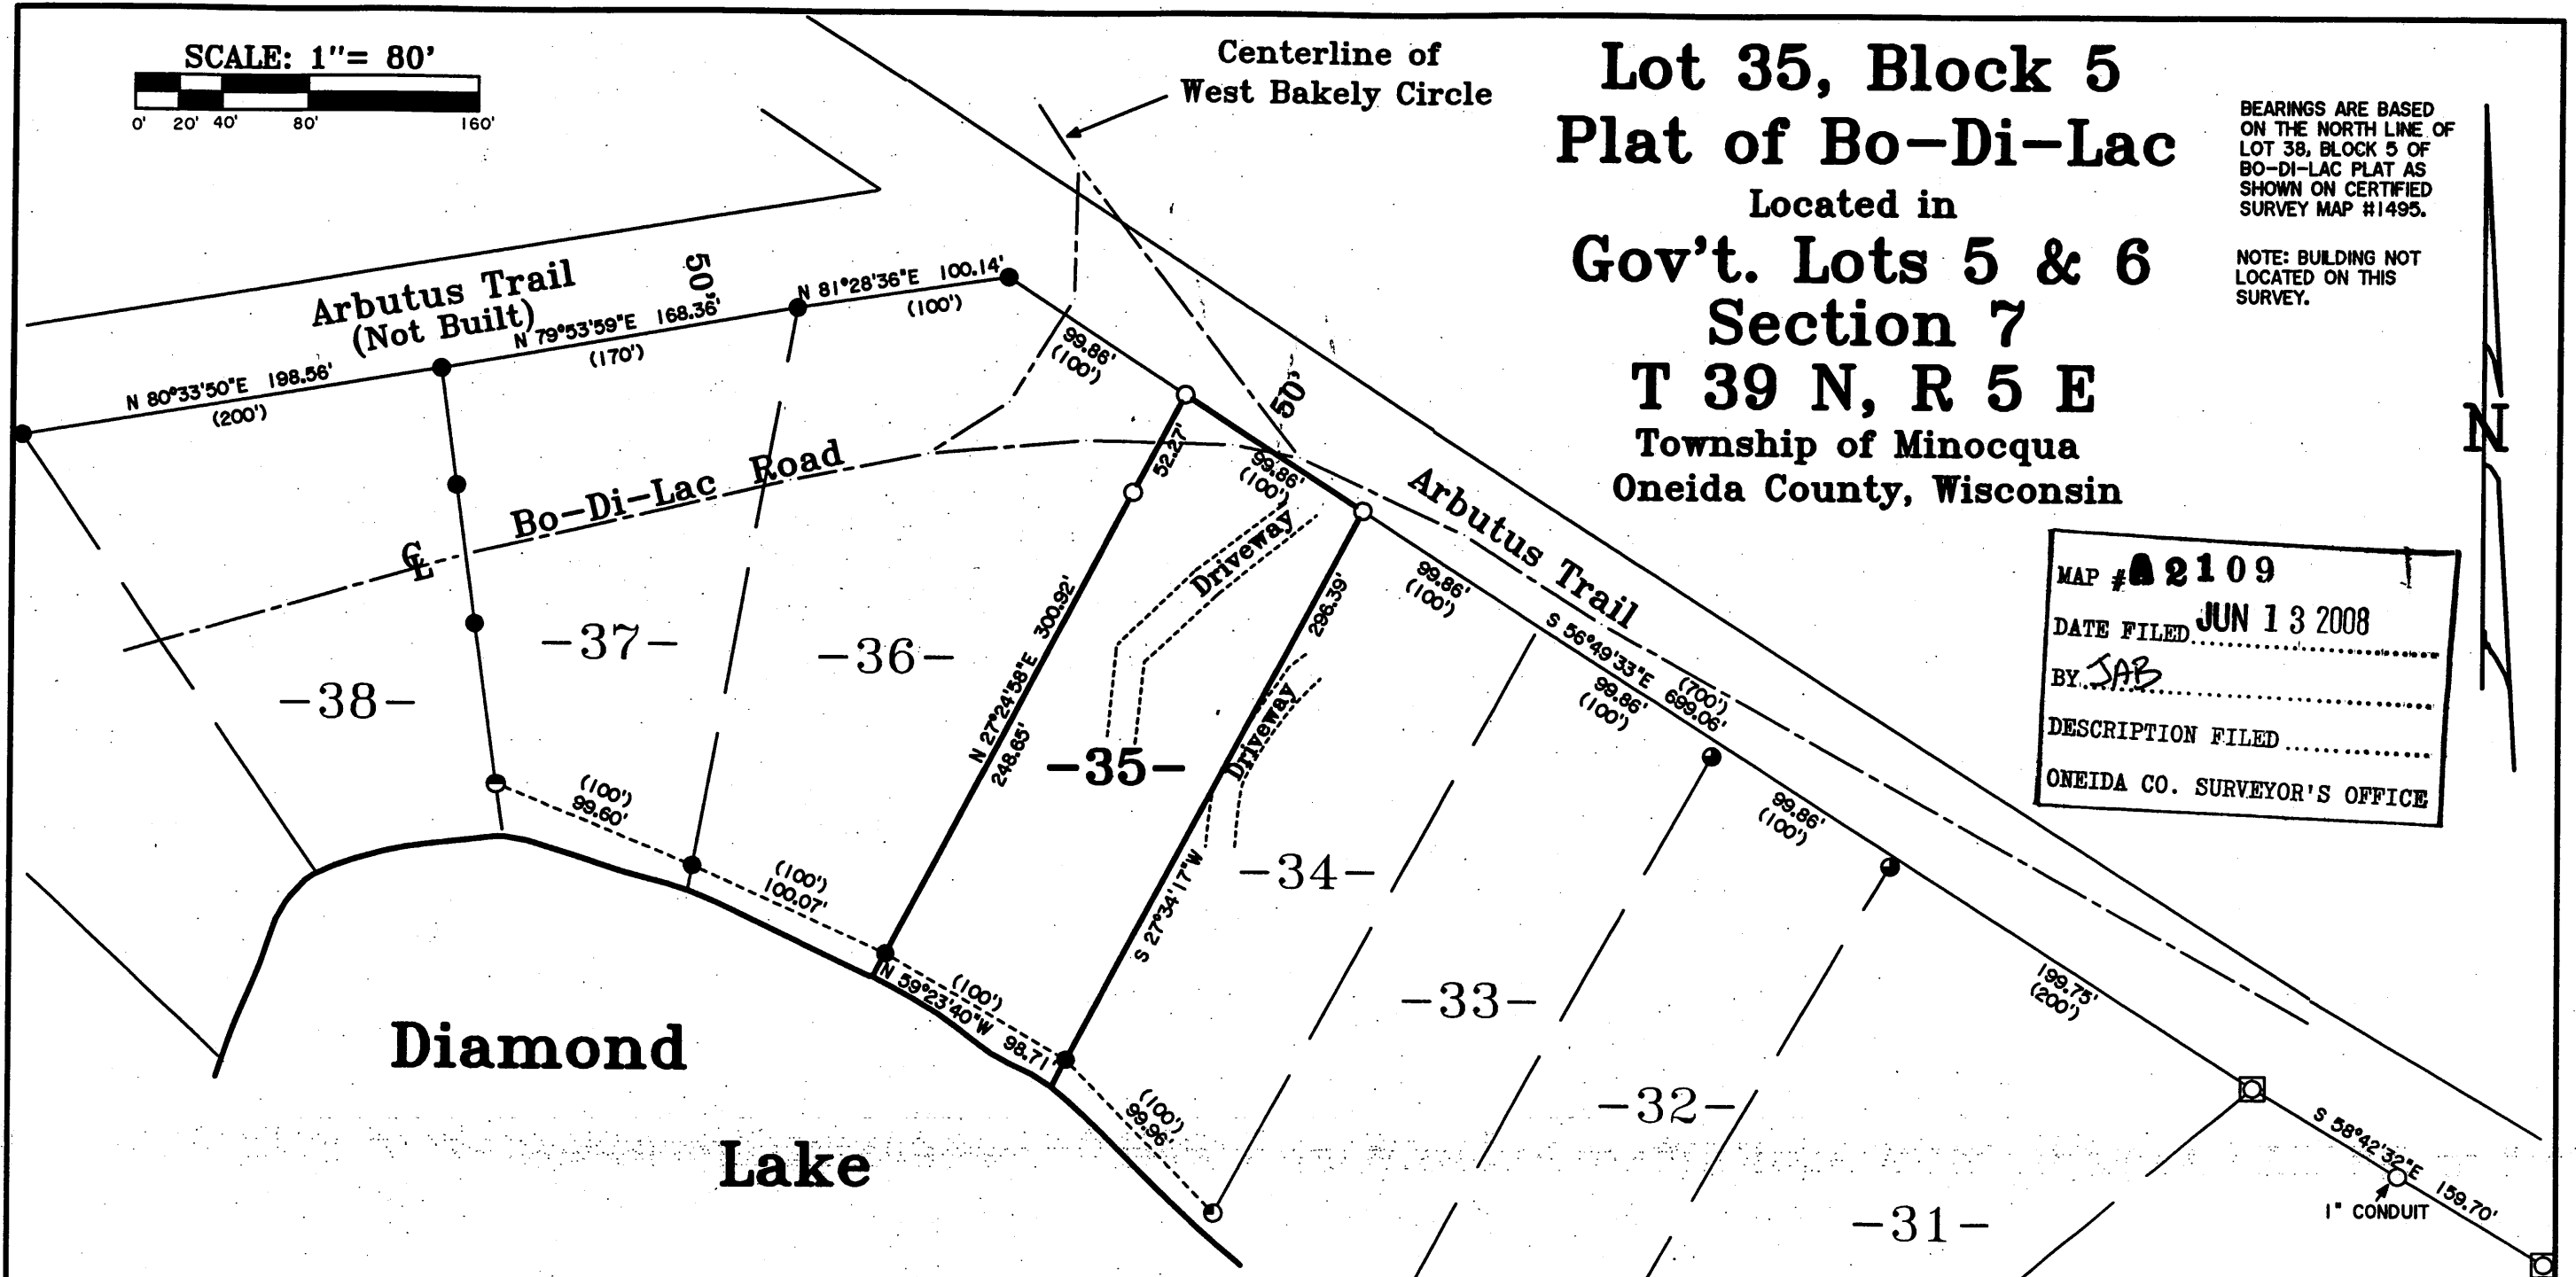 SCALE: 1"= 80'
0' 20' 40' 80' 160'
Centerline of
West Bakely Circle
Lot 35, Block 5
Plat of Bo-Di-Lac
Located in
Gov't. Lots 5 & 6
Section 7
T 39 N, R 5 E
Township of Minocqua
Oneida County, Wisconsin
BEARINGS ARE BASED
ON THE NORTH LINE OF
LOT 38, BLOCK 5 OF
BO-DI-LAC PLAT AS
SHOWN ON CERTIFIED
SURVEY MAP #1495.
NOTE: BUILDING NOT
LOCATED ON THIS
SURVEY.
N
MAP # A2109
DATE FILED JUN 13 2008
BY JAB
DESCRIPTION FILED
ONEIDA CO. SURVEYOR'S OFFICE
Arbutus Trail
(Not Built)
50'
N 80°33'50"E 198.56'
(200')
N 79°53'59"E 168.36'
(170')
N 81°28'36"E 100.14'
(100')
99.86'
(100')
50'
52.27'
99.86'
(100')
Arbutus Trail
CL Bo-Di-Lac Road
Driveway
N 27°24'58"E 300.92'
248.65'
296.39'
S 27°34'17"W
Driveway
99.86'
(100')
S 56°49'33"E 699.06'
(700')
99.86'
(100')
99.86'
(100')
199.75'
(200')
S 58°42'32"E 159.70'
1" CONDUIT
-38-
-37-
-36-
-35-
-34-
-33-
-32-
-31-
(100')
99.60'
(100')
100.07'
(100')
N 59°23'40"W 98.71'
(100')
99.96'
Diamond
Lake